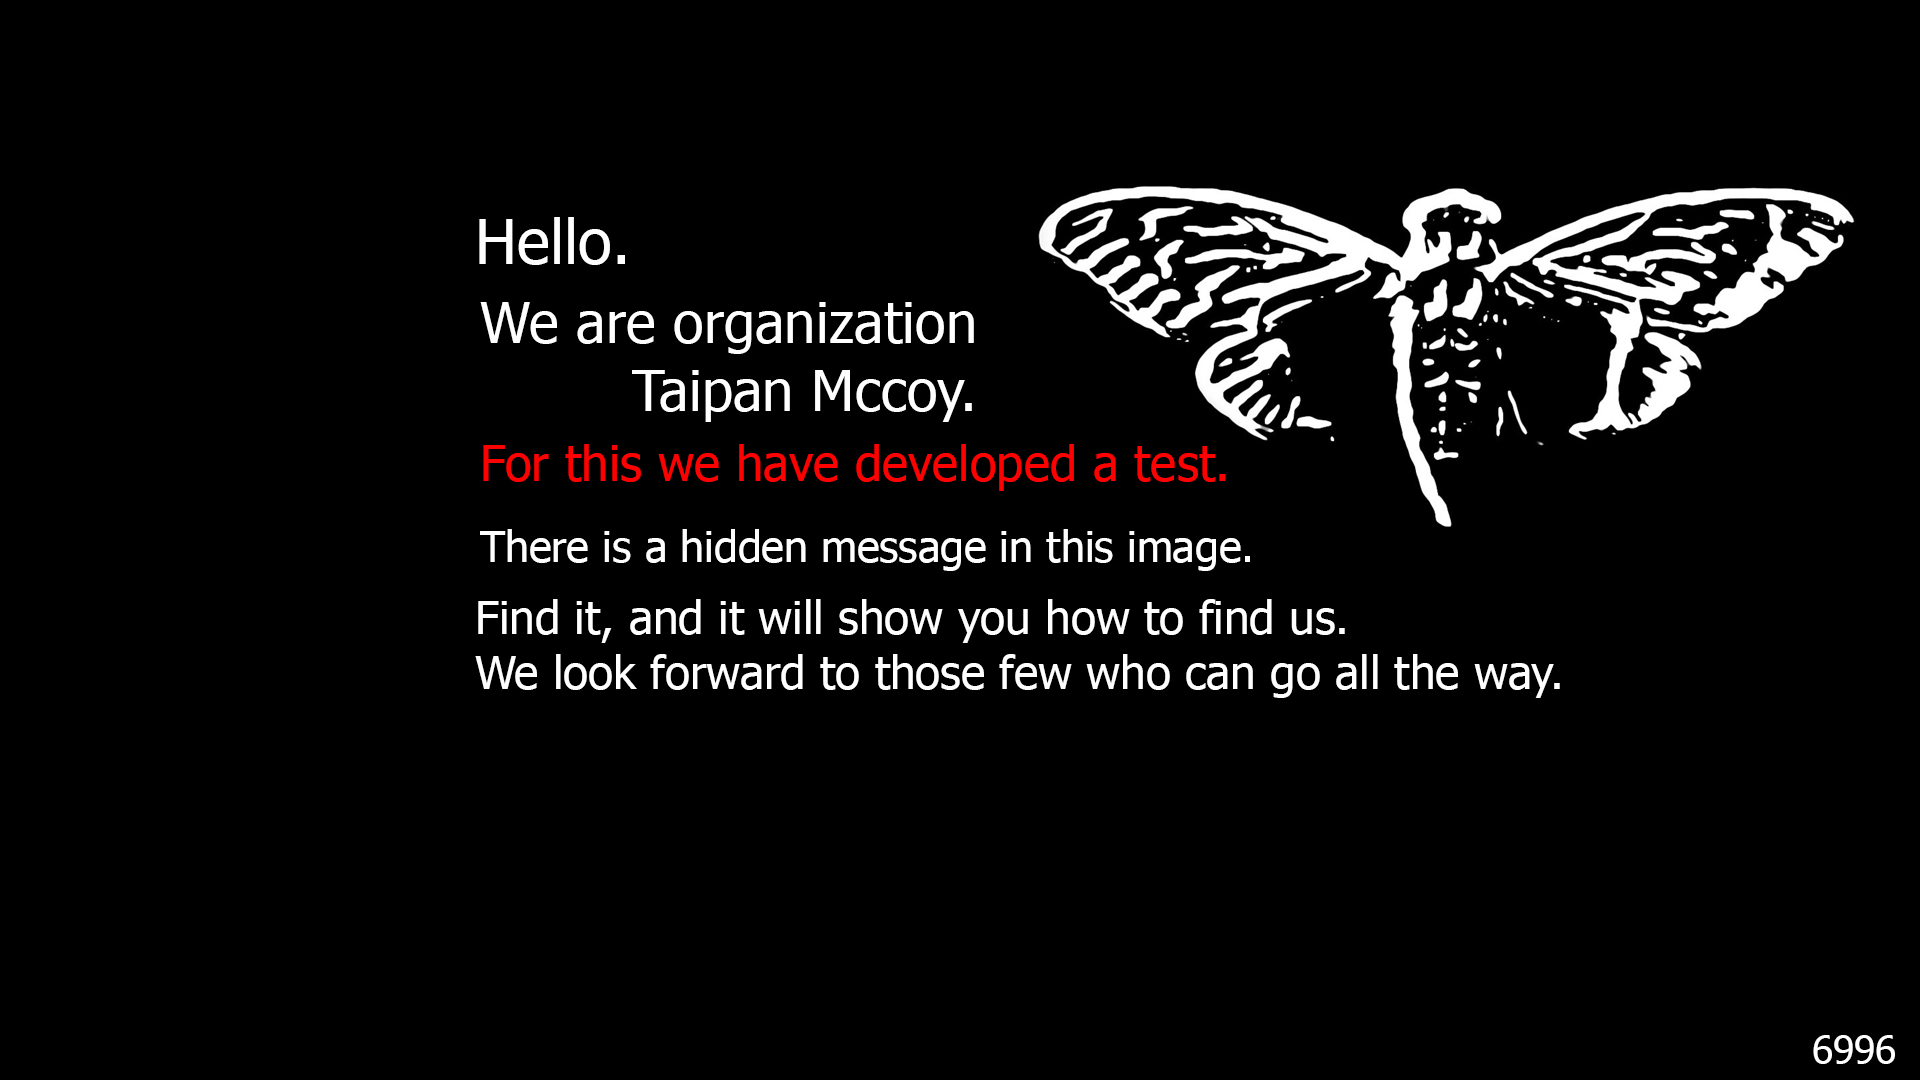 Hello.
We are organization
Taipan Mccoy.
For this we have developed a test.
There is a hidden message in this image.
Find it, and it will show you how to find us.
We look forward to those few who can go all the way.
6996